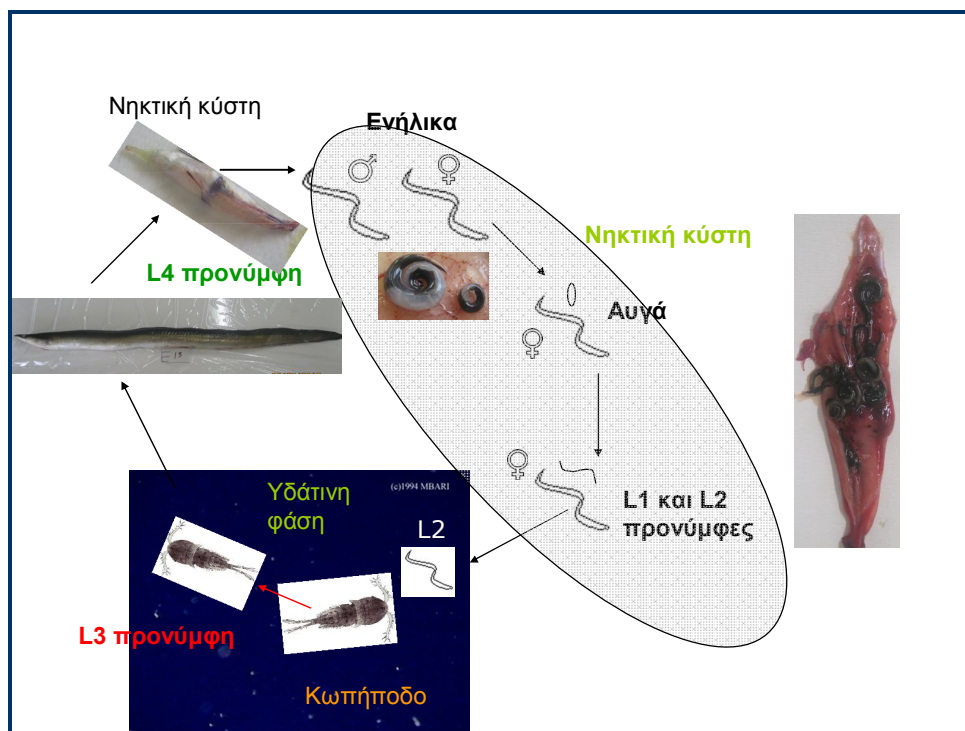 Νηκτική κύστη
Ενήλικα
Νηκτική κύστη
L4 προνύμφη
Αυγά
15
Υδάτινη
φάση
(c)1994 MBARI
L2
L1 και L2
προνύμφες
L3 προνύμφη
Κωπήποδο